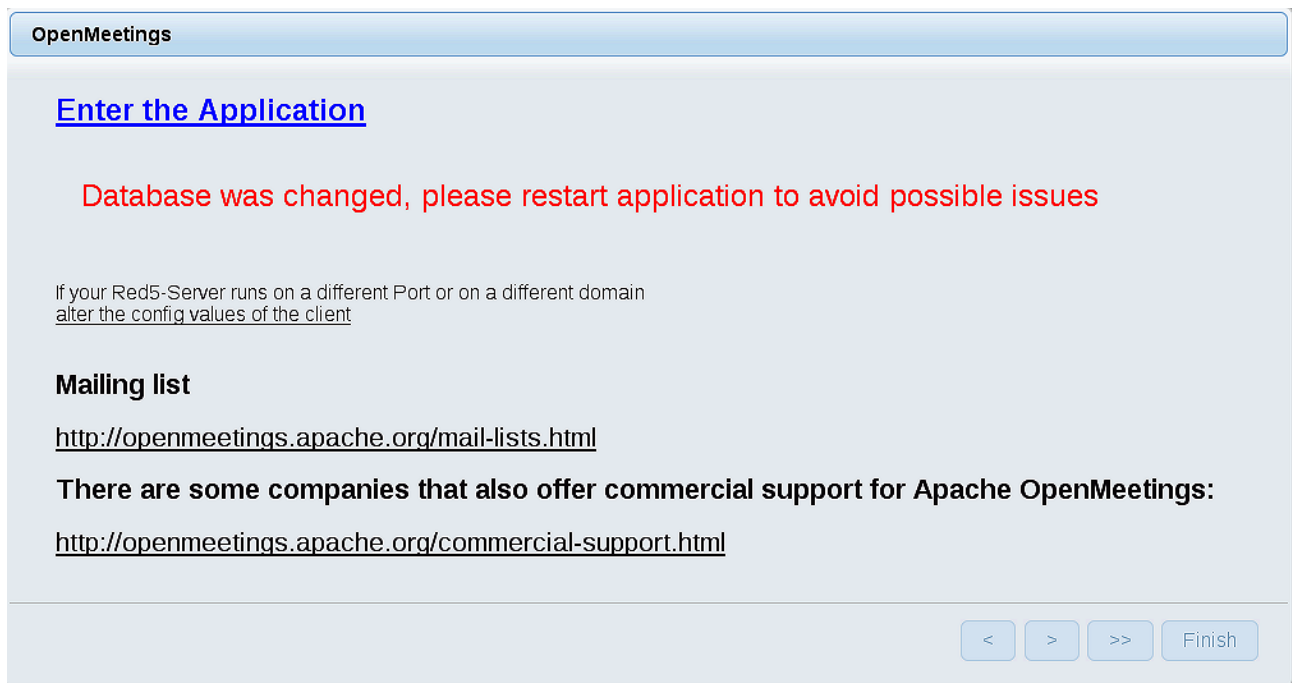 OpenMeetings
Enter the Application
Database was changed, please restart application to avoid possible issues
If your Red5-Server runs on a different Port or on a different domain
alter the config values of the client
Mailing list
http://openmeetings.apache.org/mail-lists.html
There are some companies that also offer commercial support for Apache OpenMeetings:
http://openmeetings.apache.org/commercial-support.html
< > >> Finish